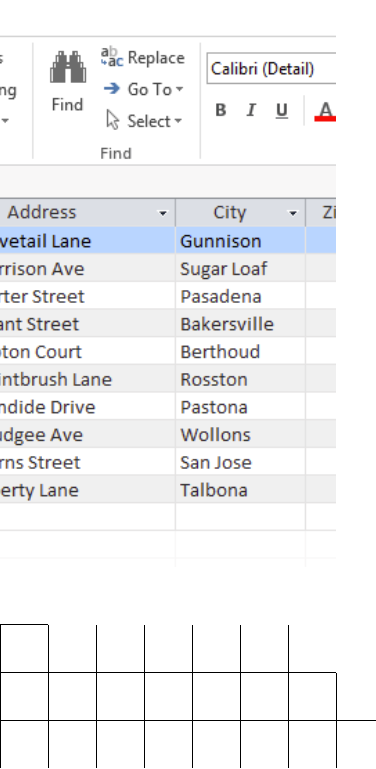 s
ng
Find
Replace
Go To
Select
Find
Calibri (Detail)
B I U A
Address City Zi
vetail Lane Gunnison
rrison Ave Sugar Loaf
rter Street Pasadena
ant Street Bakersville
ton Court Berthoud
intbrush Lane Rosston
ndide Drive Pastona
udgee Ave Wollons
rns Street San Jose
erty Lane Talbona